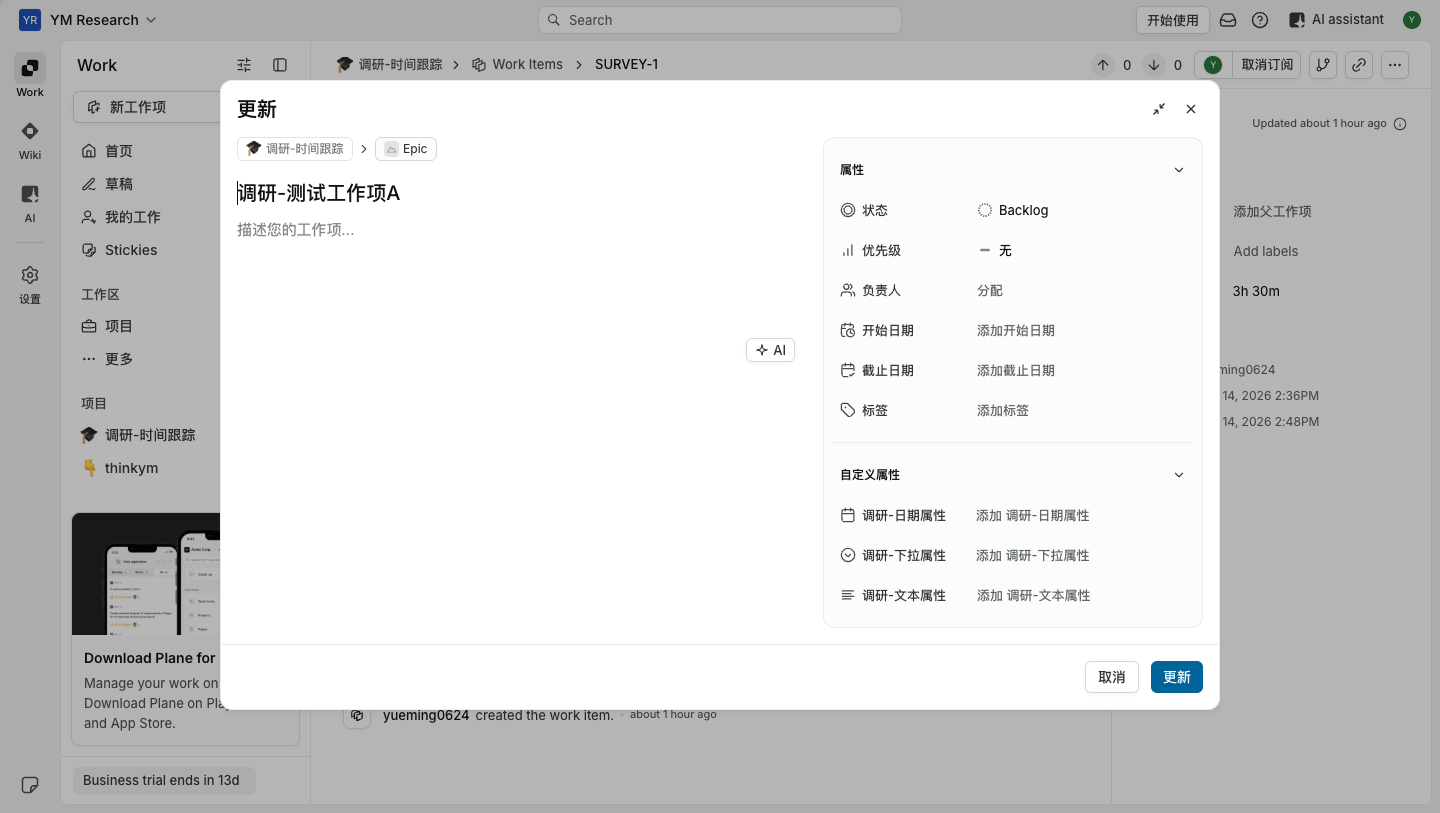 YR YM Research
Search
开始使用
AI assistant
Y
Work
Wiki
AI
设置
Work
新工作项
首页
草稿
我的工作
Stickies
工作区
项目
更多
项目
调研-时间跟踪
thinkym
Download Plane for
Manage your work on
Download Plane on Pla
and App Store.
Business trial ends in 13d
调研-时间跟踪 > Work Items > SURVEY-1
0
0
Y 取消订阅
Updated about 1 hour ago
添加父工作项
Add labels
3h 30m
ming0624
14, 2026 2:36PM
14, 2026 2:48PM
更新
调研-时间跟踪 > Epic
调研-测试工作项A
描述您的工作项...
AI
属性
状态 Backlog
优先级 无
负责人 分配
开始日期 添加开始日期
截止日期 添加截止日期
标签 添加标签
自定义属性
调研-日期属性 添加 调研-日期属性
调研-下拉属性 添加 调研-下拉属性
调研-文本属性 添加 调研-文本属性
取消
更新
yueming0624 created the work item. about 1 hour ago